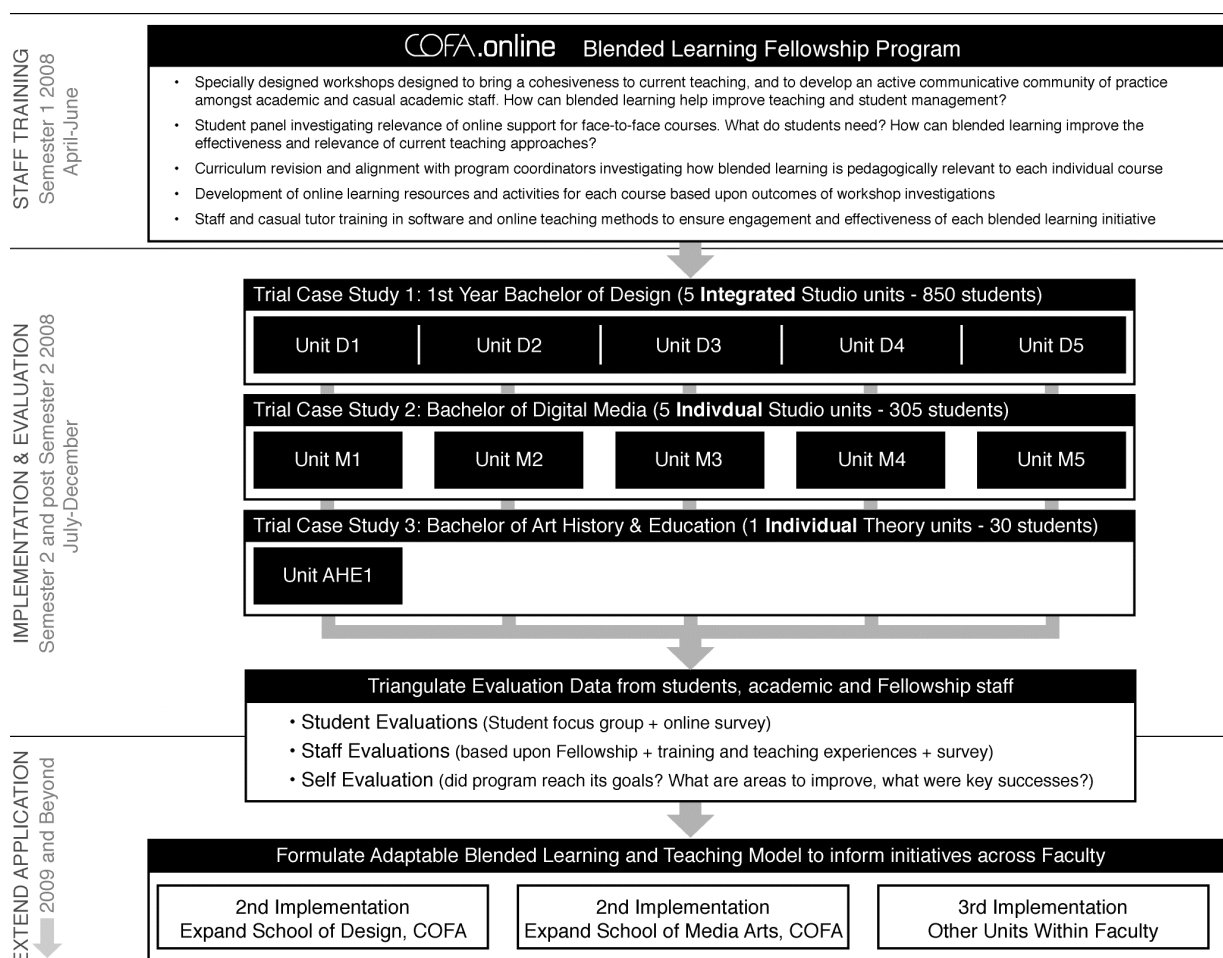 COFA.online Blended Learning Fellowship Program
STAFF TRAINING
Semester 1 2008
April-June
• Specially designed workshops designed to bring a cohesiveness to current teaching, and to develop an active communicative community of practice
amongst academic and casual academic staff. How can blended learning help improve teaching and student management?
• Student panel investigating relevance of online support for face-to-face courses. What do students need? How can blended learning improve the
effectiveness and relevance of current teaching approaches?
• Curriculum revision and alignment with program coordinators investigating how blended learning is pedagogically relevant to each individual course
• Development of online learning resources and activities for each course based upon outcomes of workshop investigations
• Staff and casual tutor training in software and online teaching methods to ensure engagement and effectiveness of each blended learning initiative
IMPLEMENTATION & EVALUATION
Semester 2 and post Semester 2 2008
July-December
Trial Case Study 1: 1st Year Bachelor of Design (5 Integrated Studio units - 850 students)
Unit D1
Unit D2
Unit D3
Unit D4
Unit D5
Trial Case Study 2: Bachelor of Digital Media (5 Indivdual Studio units - 305 students)
Unit M1
Unit M2
Unit M3
Unit M4
Unit M5
Trial Case Study 3: Bachelor of Art History & Education (1 Individual Theory units - 30 students)
Unit AHE1
Triangulate Evaluation Data from students, academic and Fellowship staff
• Student Evaluations (Student focus group + online survey)
• Staff Evaluations (based upon Fellowship + training and teaching experiences + survey)
• Self Evaluation (did program reach its goals? What are areas to improve, what were key successes?)
EXTEND APPLICATION
2009 and Beyond
Formulate Adaptable Blended Learning and Teaching Model to inform initiatives across Faculty
2nd Implementation
Expand School of Design, COFA
2nd Implementation
Expand School of Media Arts, COFA
3rd Implementation
Other Units Within Faculty